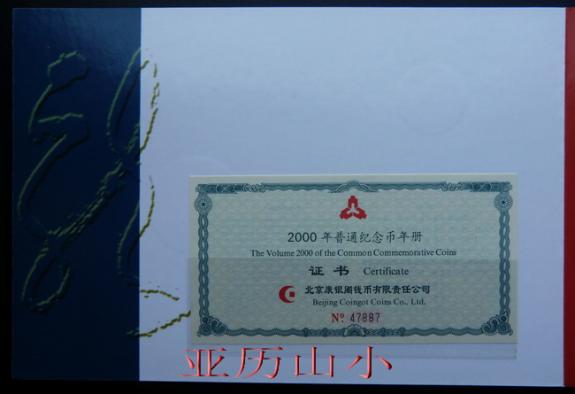 2000 年普通纪念币年册
The Volume 2000 of the Common Commemorative Coins
证 书 Certificate
北京康银阁钱币有限责任公司
Beijing Coingot Coins Co., Ltd.
Nº 47887
亚历山小